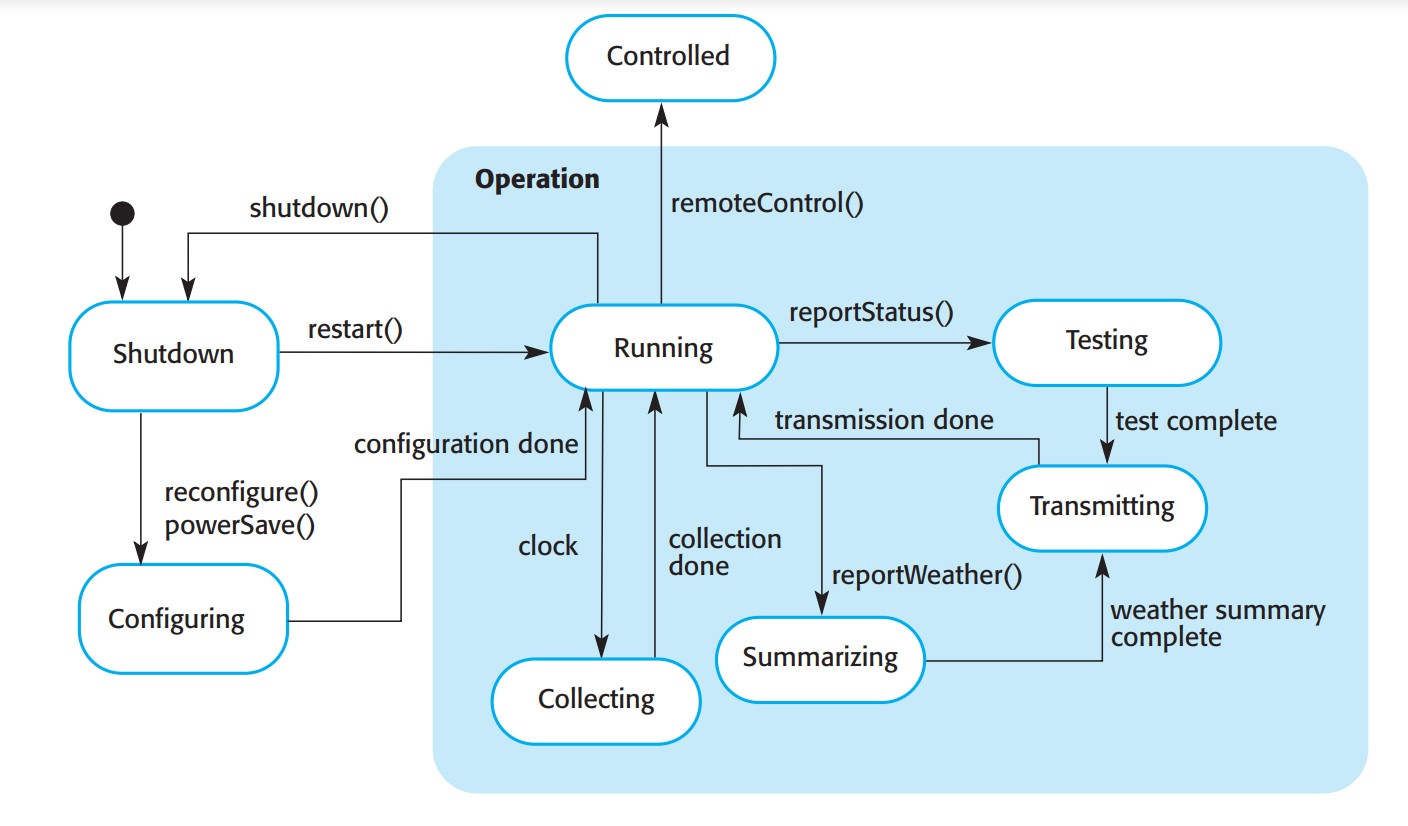 Controlled
Operation
shutdown()
remoteControl()
restart()
reportStatus()
Shutdown
Running
Testing
configuration done
transmission done
test complete
reconfigure()
powerSave()
Transmitting
clock
collection
done
reportWeather()
Configuring
weather summary
complete
Summarizing
Collecting